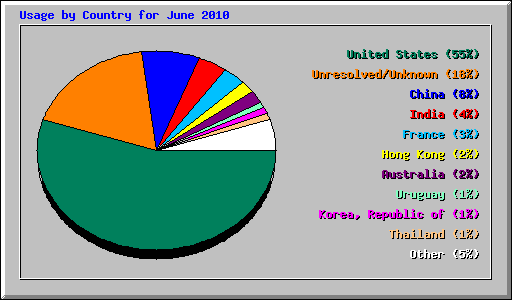 Usage by Country for June 2010
United States (55%)
Unresolved/Unknown (18%)
China (8%)
India (4%)
France (3%)
Hong Kong (2%)
Australia (2%)
Uruguay (1%)
Korea, Republic of (1%)
Thailand (1%)
Other (5%)